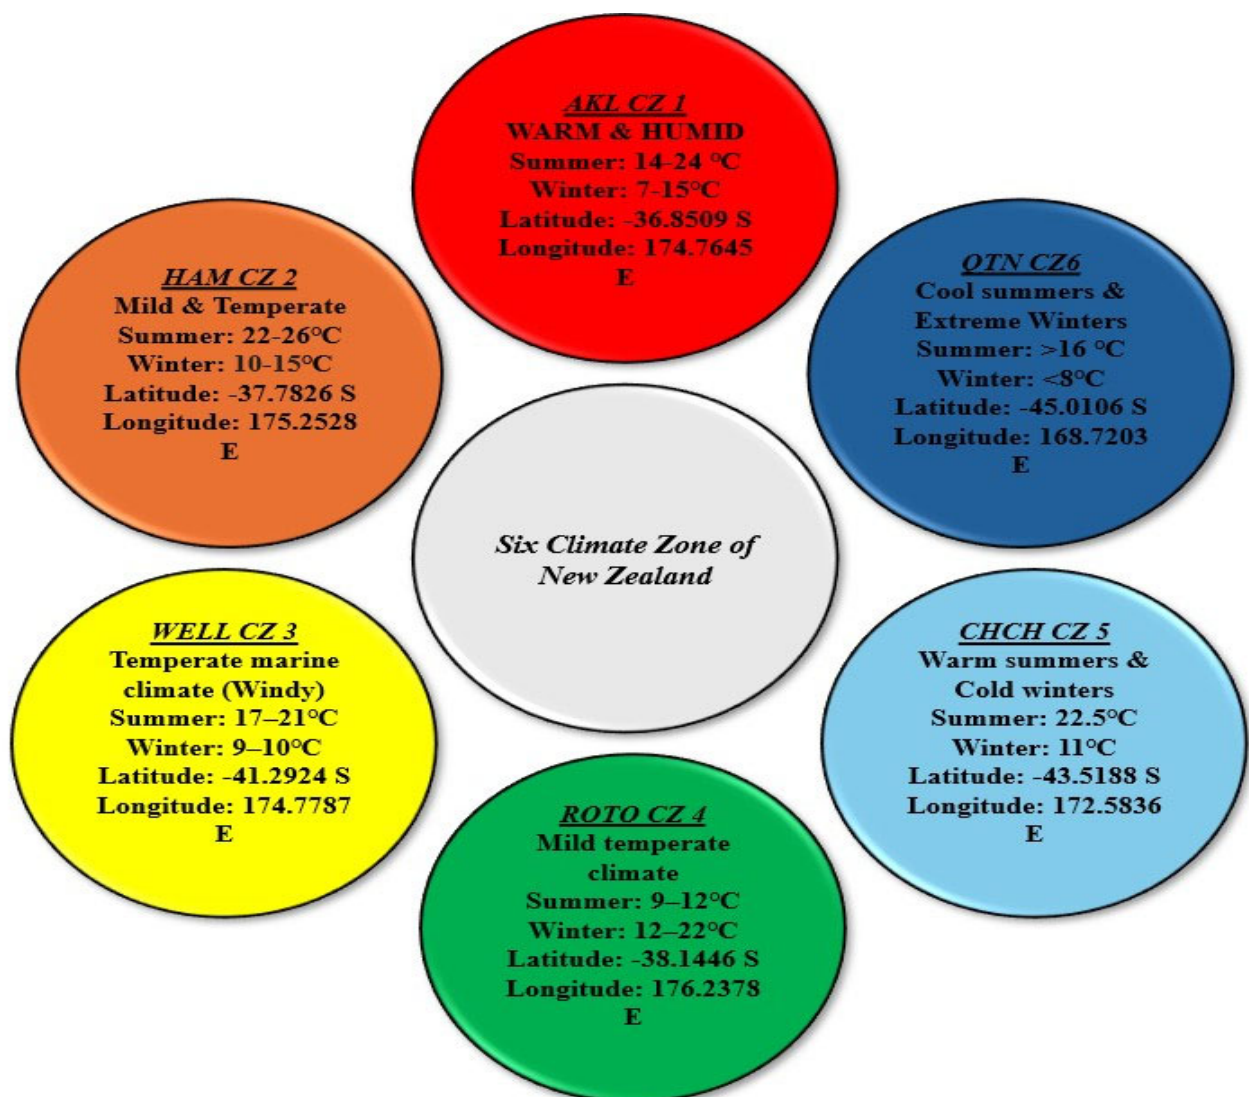 AKL CZ 1
WARM & HUMID
Summer: 14-24 °C
Winter: 7-15°C
Latitude: -36.8509 S
Longitude: 174.7645
E
HAM CZ 2
Mild & Temperate
Summer: 22-26°C
Winter: 10-15°C
Latitude: -37.7826 S
Longitude: 175.2528
E
QTN CZ6
Cool summers &
Extreme Winters
Summer: >16 °C
Winter: <8°C
Latitude: -45.0106 S
Longitude: 168.7203
E
Six Climate Zone of
New Zealand
WELL CZ 3
Temperate marine
climate (Windy)
Summer: 17–21°C
Winter: 9–10°C
Latitude: -41.2924 S
Longitude: 174.7787
E
CHCH CZ 5
Warm summers &
Cold winters
Summer: 22.5°C
Winter: 11°C
Latitude: -43.5188 S
Longitude: 172.5836
E
ROTO CZ 4
Mild temperate
climate
Summer: 9–12°C
Winter: 12–22°C
Latitude: -38.1446 S
Longitude: 176.2378
E